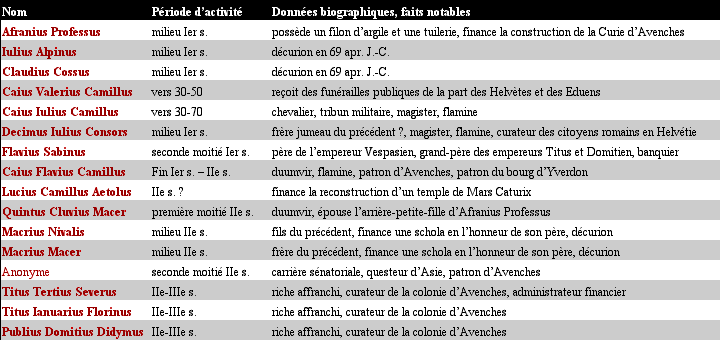 Nom Période d'activité Données biographiques, faits notables
Afranius Professus milieu Ier s. possède un filon d'argile et une tuilerie, finance la construction de la Curie d'Avenches
Iulius Alpinus milieu Ier s. décurion en 69 apr. J.-C.
Claudius Cossus milieu Ier s. décurion en 69 apr. J.-C.
Caius Valerius Camillus vers 30-50 reçoit des funérailles publiques de la part des Helvètes et des Eduens
Caius Iulius Camillus vers 30-70 chevalier, tribun militaire, magister, flamine
Decimus Iulius Consors milieu Ier s. frère jumeau du précédent ?, magister, flamine, curateur des citoyens romains en Helvétie
Flavius Sabinus seconde moitié Ier s. père de l'empereur Vespasien, grand-père des empereurs Titus et Domitien, banquier
Caius Flavius Camillus Fin Ier s. – IIe s. duumvir, flamine, patron d'Avenches, patron du bourg d'Yverdon
Lucius Camillus Aetolus IIe s. ? finance la reconstruction d'un temple de Mars Caturix
Quintus Cluvius Macer première moitié IIe s. duumvir, épouse l'arrière-petite-fille d'Afranius Professus
Macrius Nivalis milieu IIe s. fils du précédent, finance une schola en l'honneur de son père, décurion
Macrius Macer milieu IIe s. frère du précédent, finance une schola en l'honneur de son père, décurion
Anonyme seconde moitié IIe s. carrière sénatoriale, questeur d'Asie, patron d'Avenches
Titus Tertius Severus IIe-IIIe s. riche affranchi, curateur de la colonie d'Avenches, administrateur financier
Titus Ianuarius Florinus IIe-IIIe s. riche affranchi, curateur de la colonie d'Avenches
Publius Domitius Didymus IIe-IIIe s. riche affranchi, curateur de la colonie d'Avenches